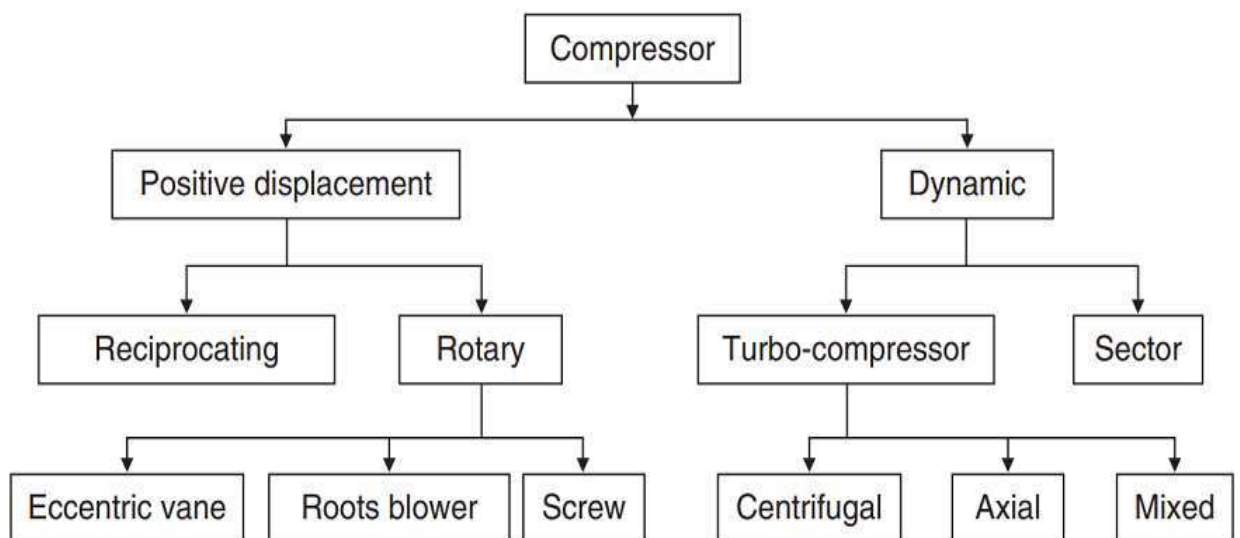 Compressor
Positive displacement
Dynamic
Reciprocating
Rotary
Turbo-compressor
Sector
Eccentric vane
Roots blower
Screw
Centrifugal
Axial
Mixed